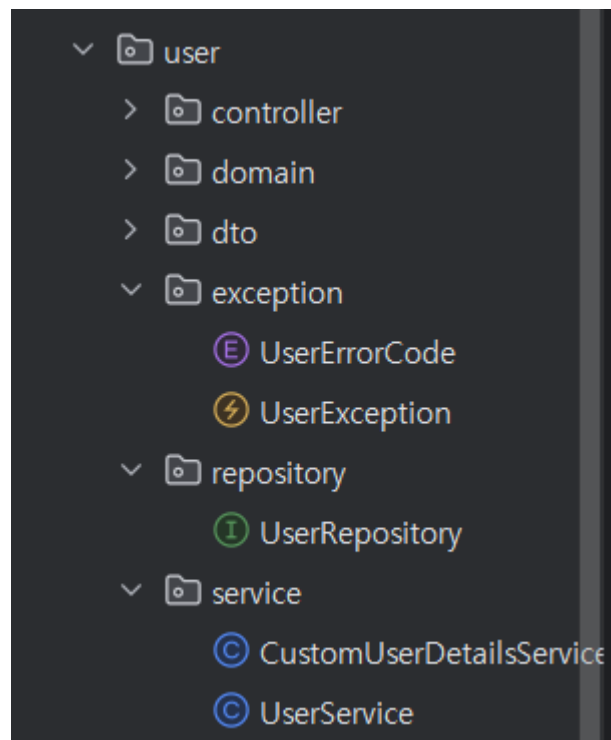 user
controller
domain
dto
exception
E UserErrorCode
UserException
repository
I UserRepository
service
C CustomUserDetailsService
C UserService